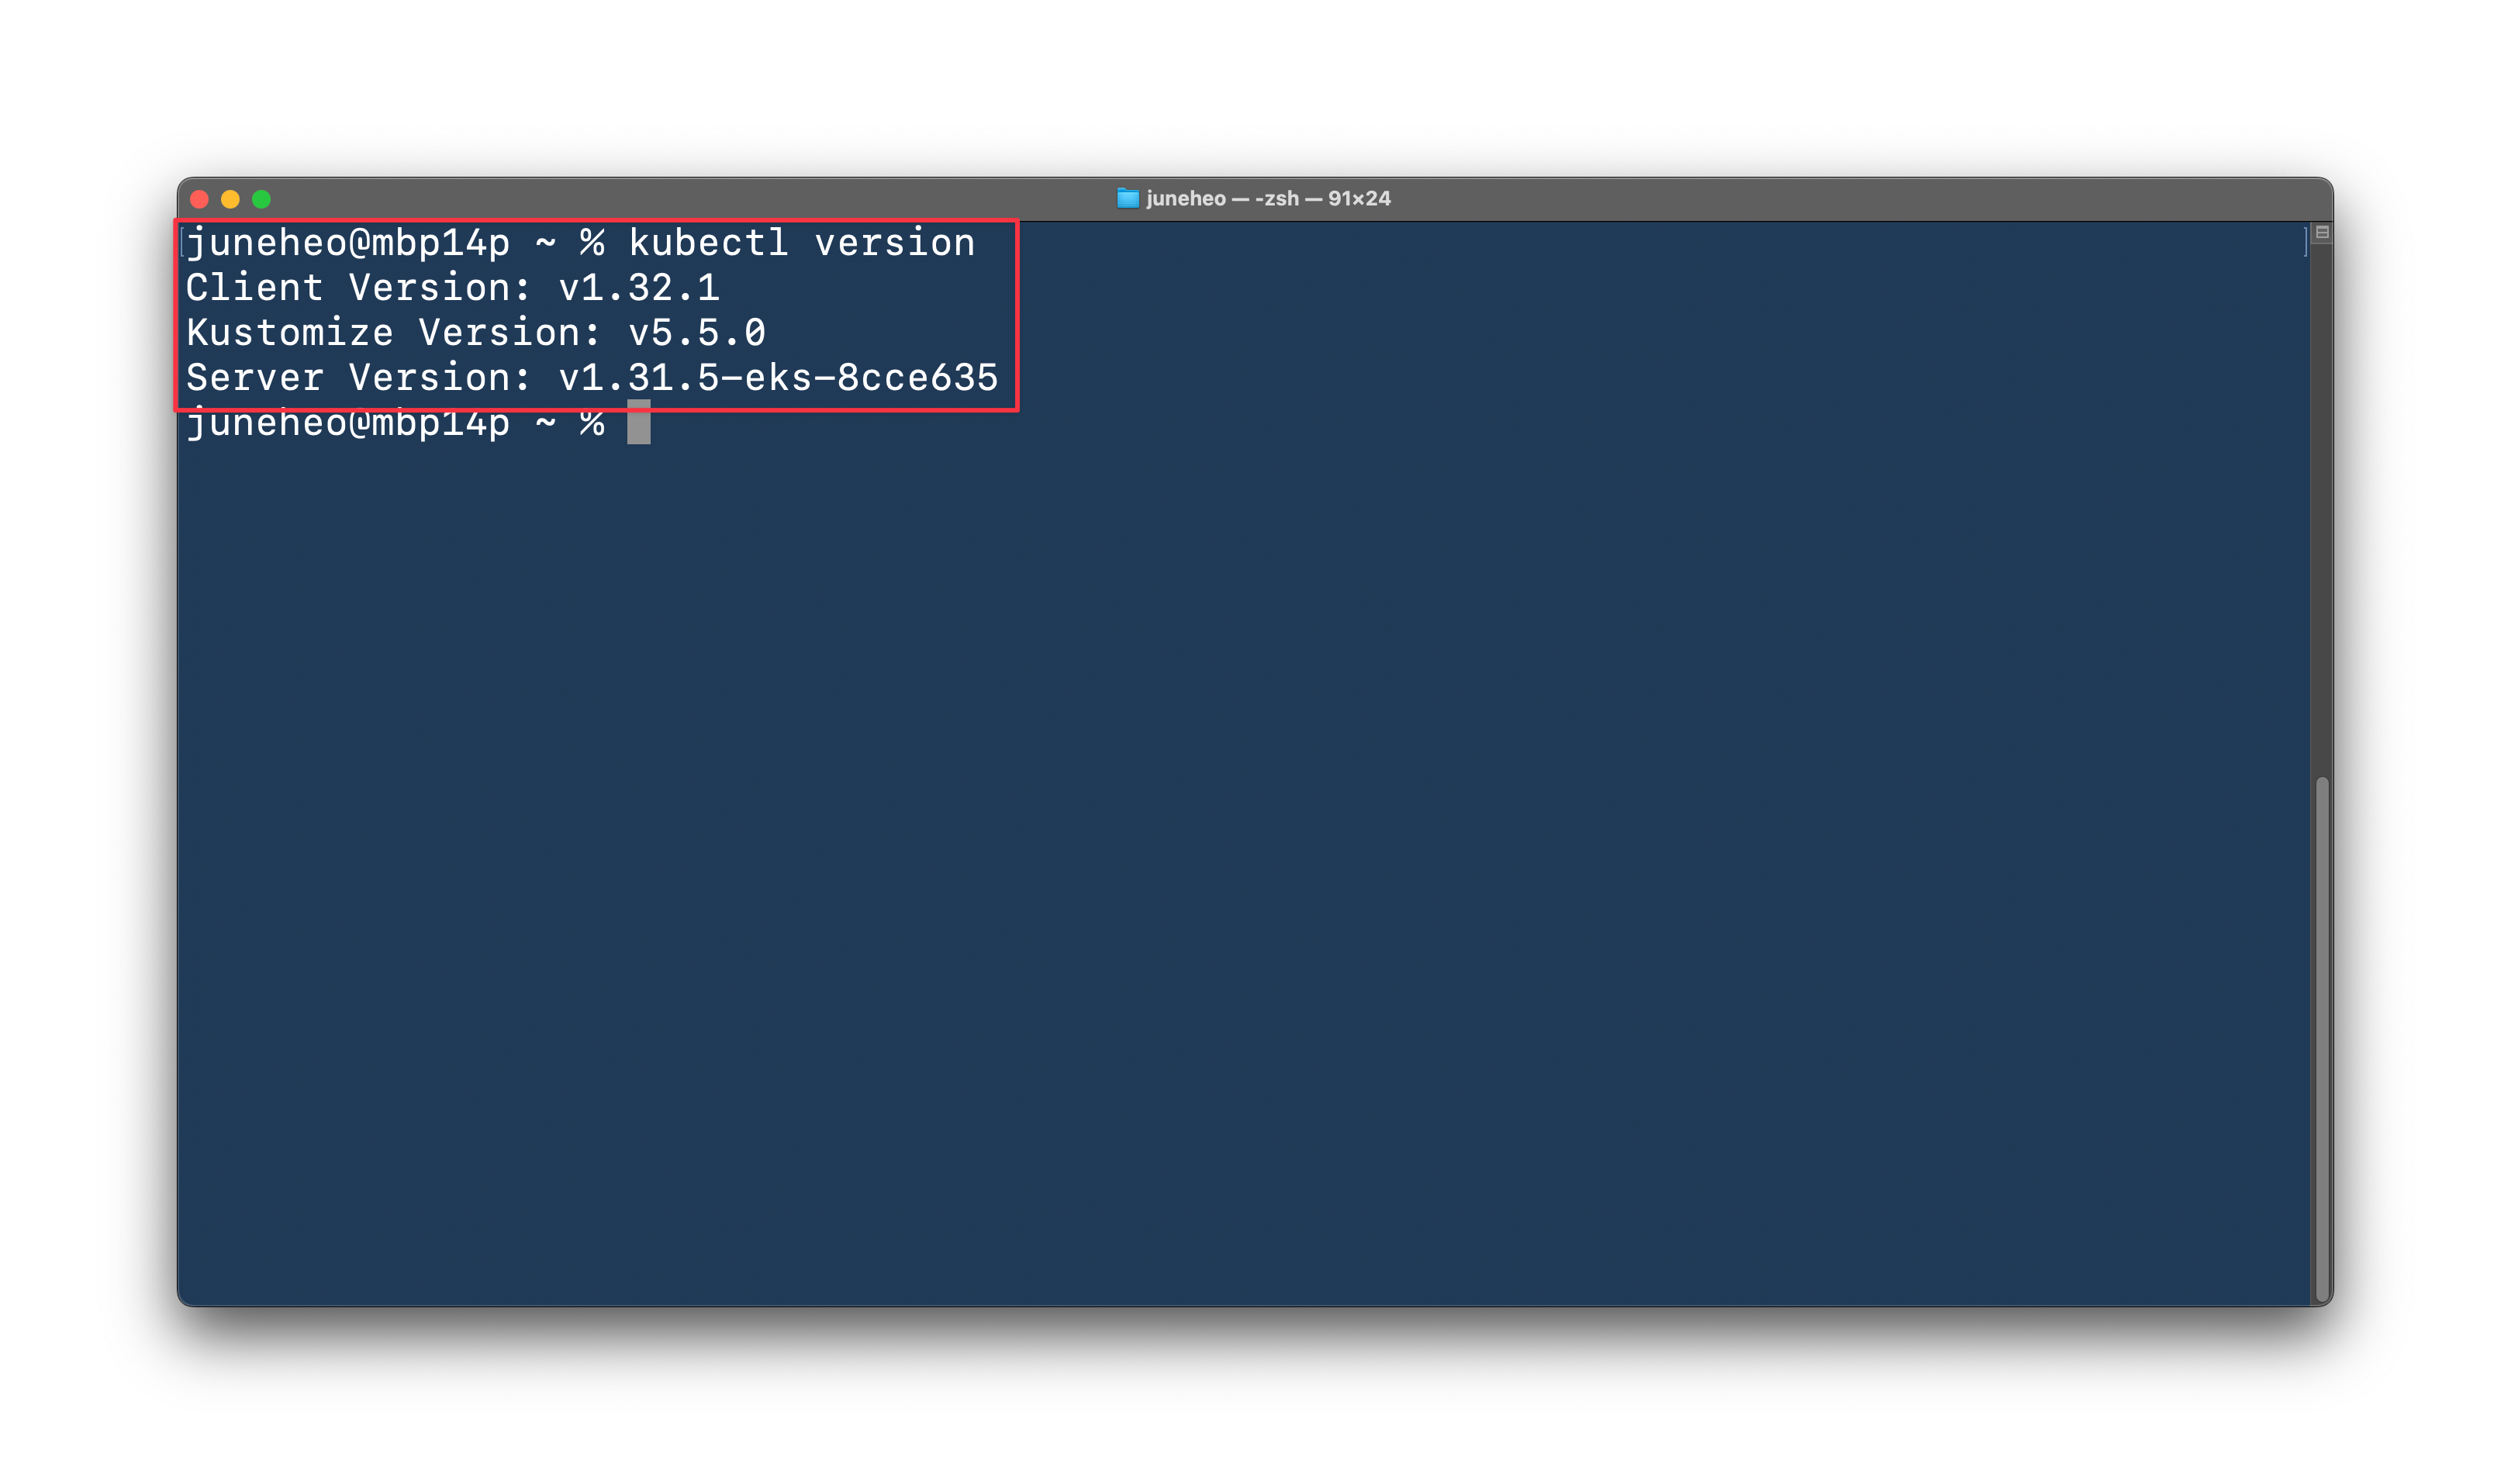 juneheo — -zsh — 91×24
juneheo@mbp14p ~ % kubectl version
Client Version: v1.32.1
Kustomize Version: v5.5.0
Server Version: v1.31.5-eks-8cce635
juneheo@mbp14p ~ %